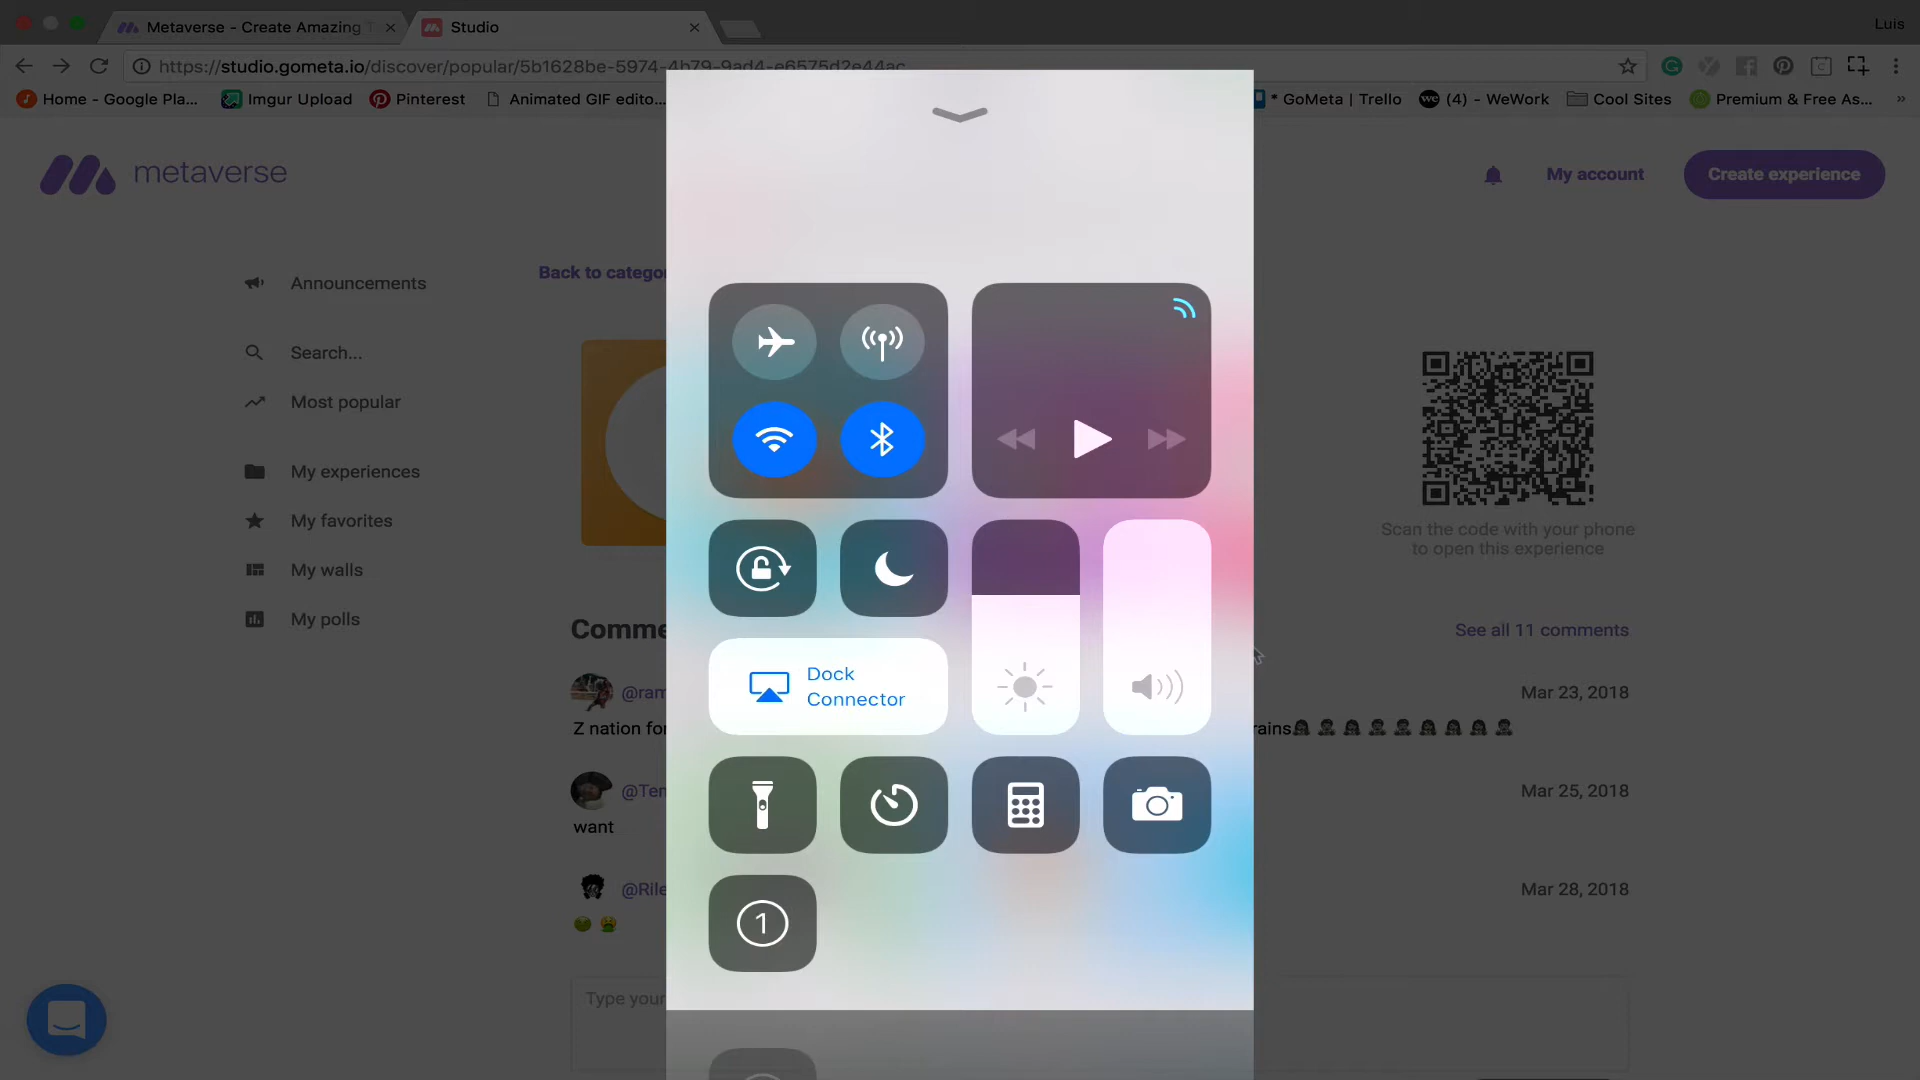 Metaverse - Create Amazing T
Studio
Luis
https://studio.gometa.io/discover/popular/5b1628be-5974-4b79-9ad4-e6575d2e44ac
Home - Google Pla...
Imgur Upload
Pinterest
Animated GIF edito...
* GoMeta | Trello
we
(4) - WeWork
Cool Sites
Premium & Free As...
»
metaverse
My account
Create experience
Announcements
Back to catego
Search...
Most popular
My experiences
My favorites
My walls
My polls
Scan the code with your phone
to open this experience
Comme
See all 11 comments
Dock
Connector
@ram
Mar 23, 2018
Z nation for
rains
@Ten
Mar 25, 2018
want
@Rile
Mar 28, 2018
1
Type your